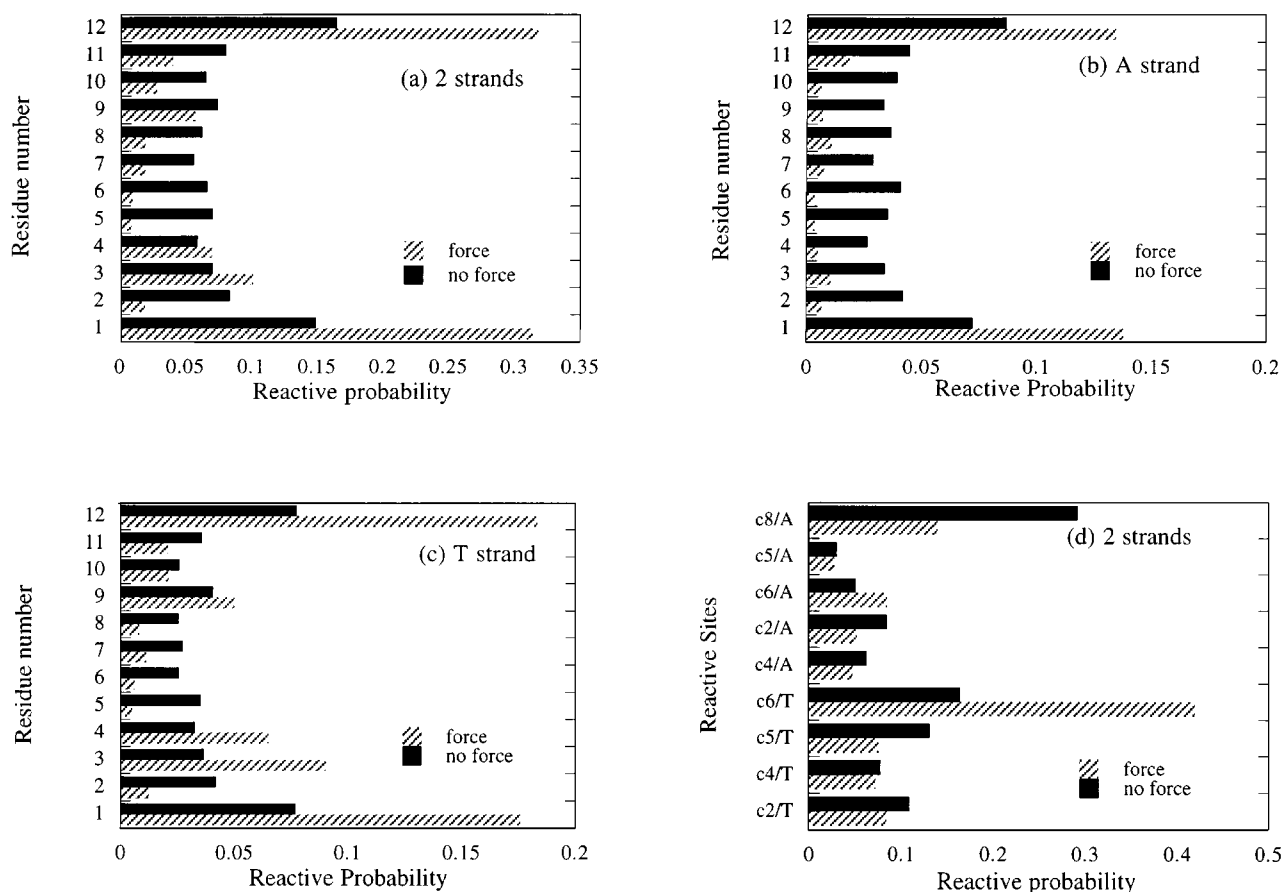 12
11
10
9
8
7
6
5
4
3
2
1
Residue number
(a) 2 strands
force
no force
0 0.05 0.1 0.15 0.2 0.25 0.3 0.35
Reactive probability
12
11
10
9
8
7
6
5
4
3
2
1
Residue number
(b) A strand
force
no force
0 0.05 0.1 0.15 0.2
Reactive Probability
12
11
10
9
8
7
6
5
4
3
2
1
Residue number
(c) T strand
force
no force
0 0.05 0.1 0.15 0.2
Reactive Probability
c8/A
c5/A
c6/A
c2/A
c4/A
c6/T
c5/T
c4/T
c2/T
Reactive Sites
(d) 2 strands
force
no force
0 0.1 0.2 0.3 0.4 0.5
Reactive probability